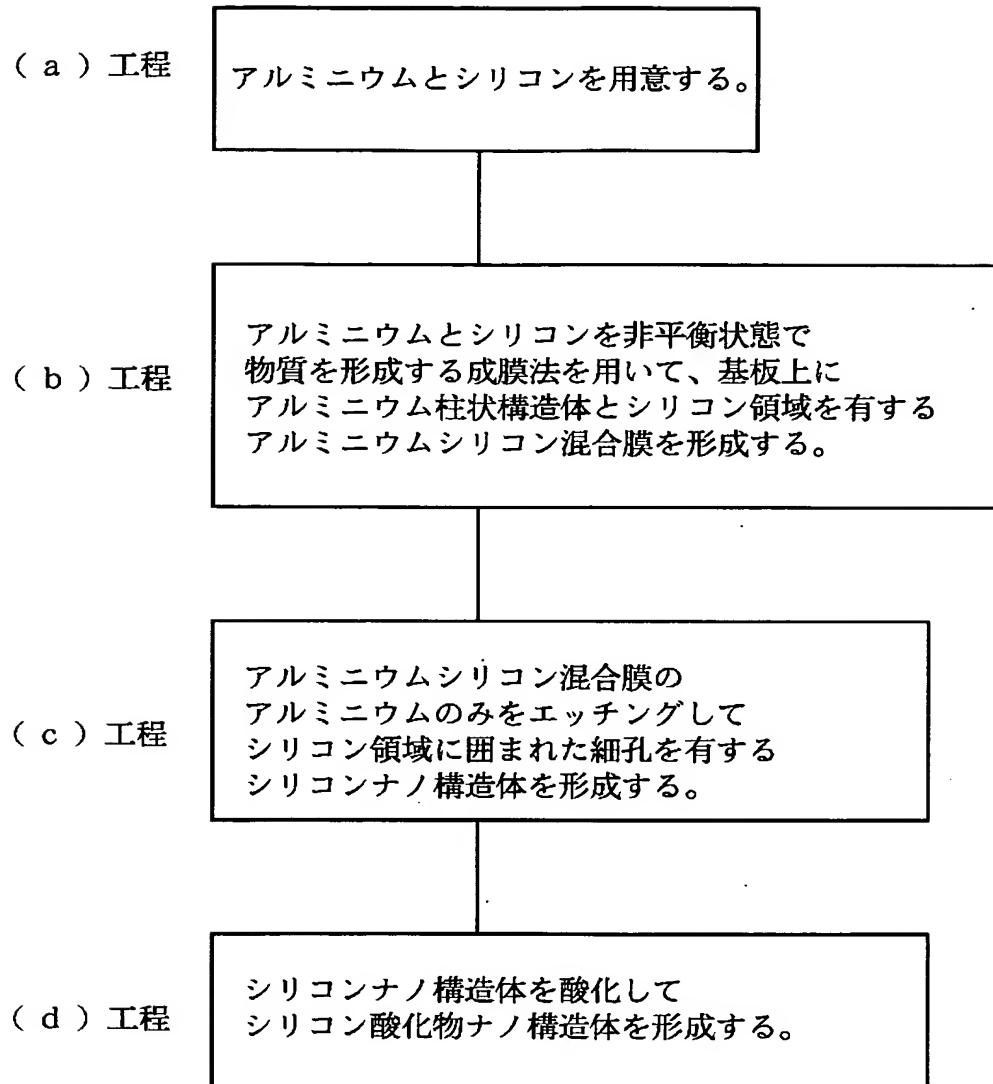 (a)工程
アルミニウムとシリコンを用意する。
(b)工程
アルミニウムとシリコンを非平衡状態で
物質を形成する成膜法を用いて、基板上に
アルミニウム柱状構造体とシリコン領域を有する
アルミニウムシリコン混合膜を形成する。
(c)工程
アルミニウムシリコン混合膜の
アルミニウムのみをエッチングして
シリコン領域に囲まれた細孔を有する
シリコンナノ構造体を形成する。
(d)工程
シリコンナノ構造体を酸化して
シリコン酸化物ナノ構造体を形成する。